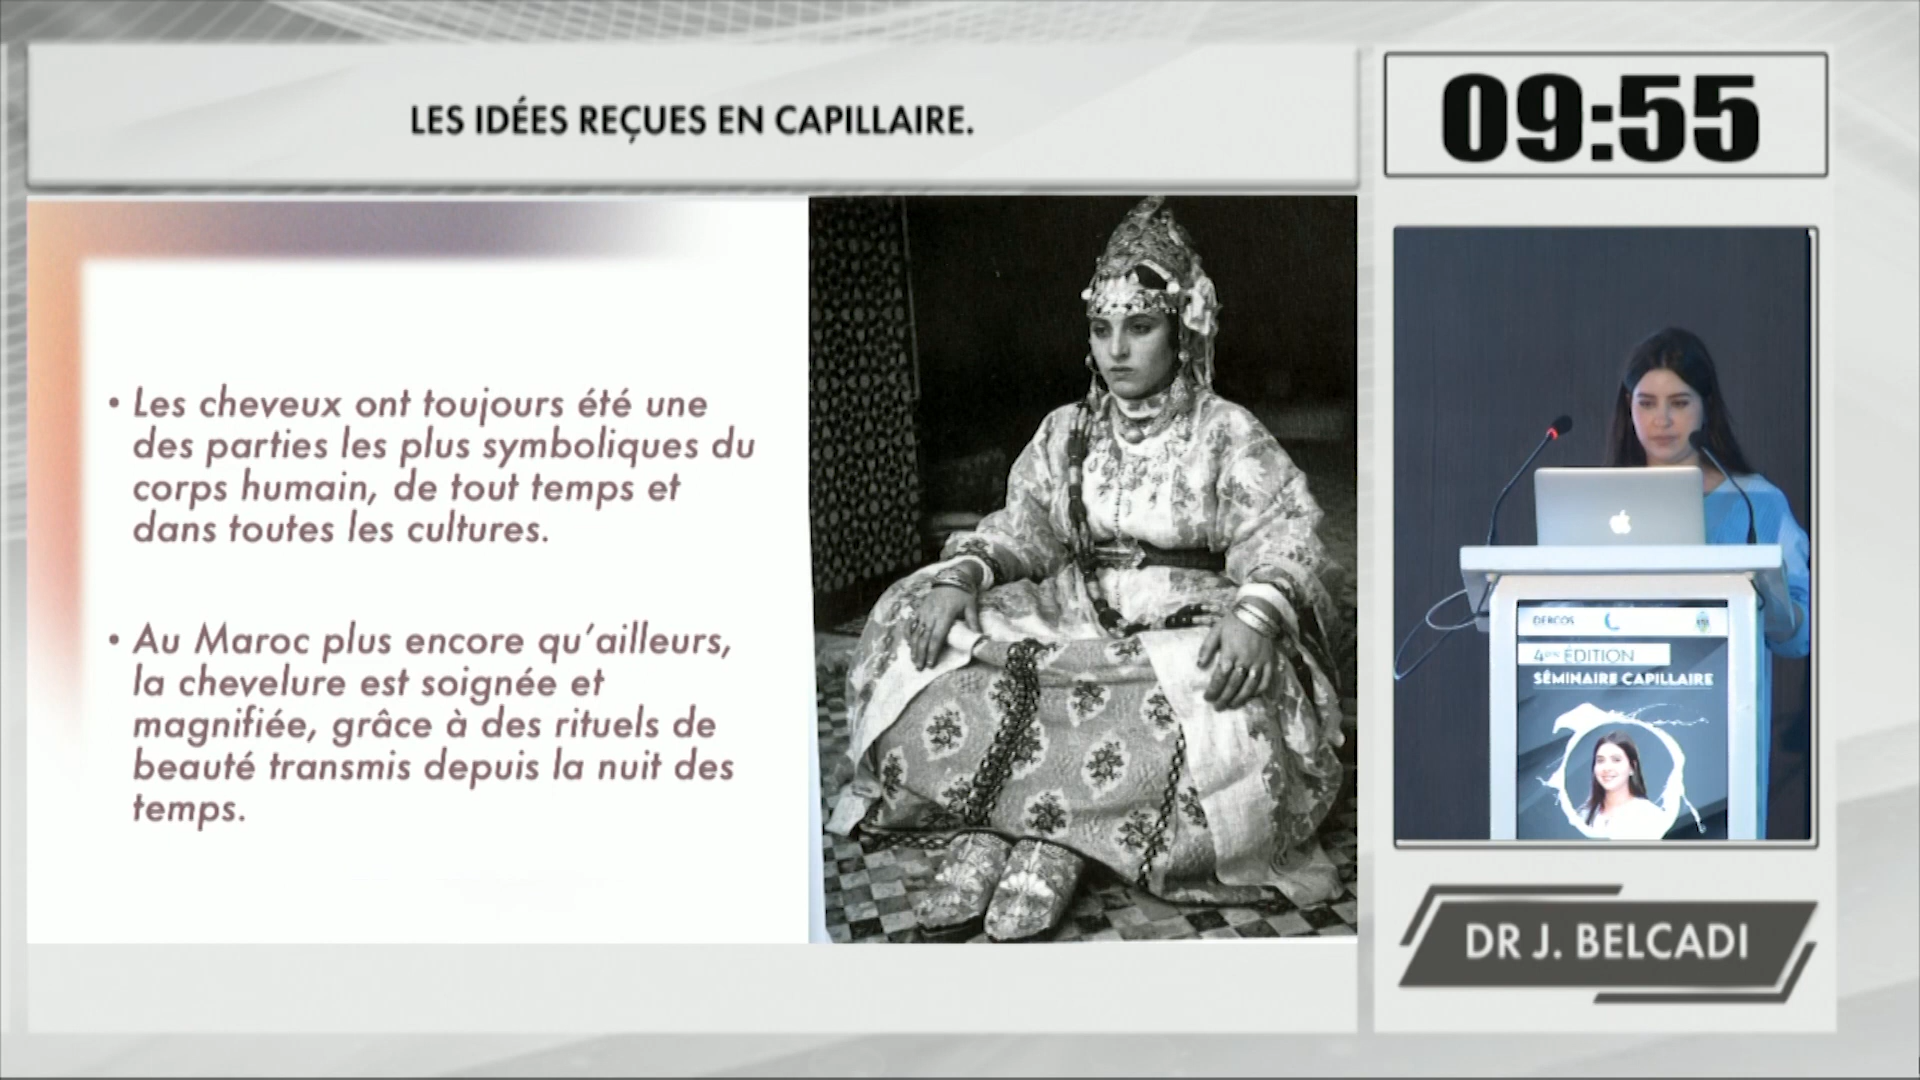 LES IDÉES REÇUES EN CAPILLAIRE.
09:55
• Les cheveux ont toujours été une
des parties les plus symboliques du
corps humain, de tout temps et
dans toutes les cultures.
• Au Maroc plus encore qu’ailleurs,
la chevelure est soignée et
magnifiée, grâce à des rituels de
beauté transmis depuis la nuit des
temps.
DERCOS
4ème ÉDITION
SÉMINAIRE CAPILLAIRE
DR J. BELCADI